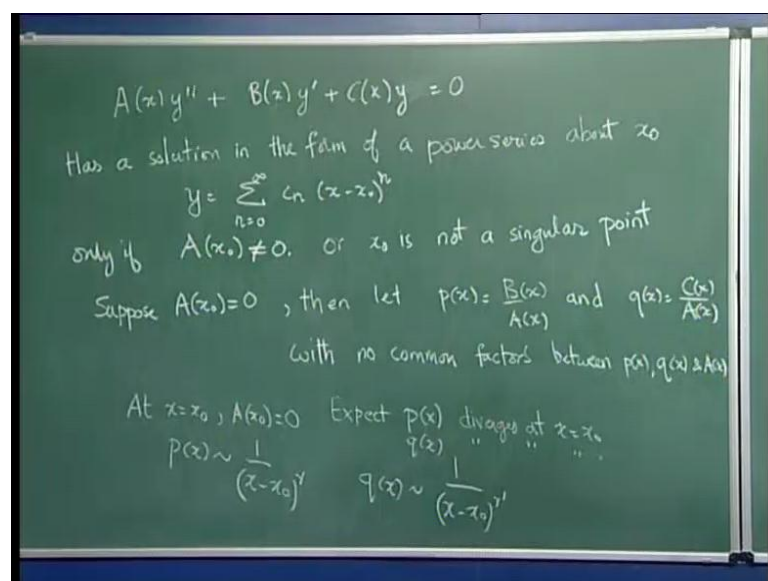 A(x)y'' + B(x)y' + C(x)y = 0
Has a solution in the form of a power series about x₀
y = ∑_{n=0}^{∞} cₙ (x-x₀)ⁿ
only if A(x₀) ≠ 0. or x₀ is not a singular point
Suppose A(x₀)=0, then let p(x) = B(x)/A(x) and q(x) = C(x)/A(x)
with no common factors between p(x), q(x) & A(x)
At x=x₀, A(x₀)=0 Expect p(x) diverges at x=x₀
q(x) " " " .
p(x) ~ 1/(x-x₀)^r q(x) ~ 1/(x-x₀)^r'